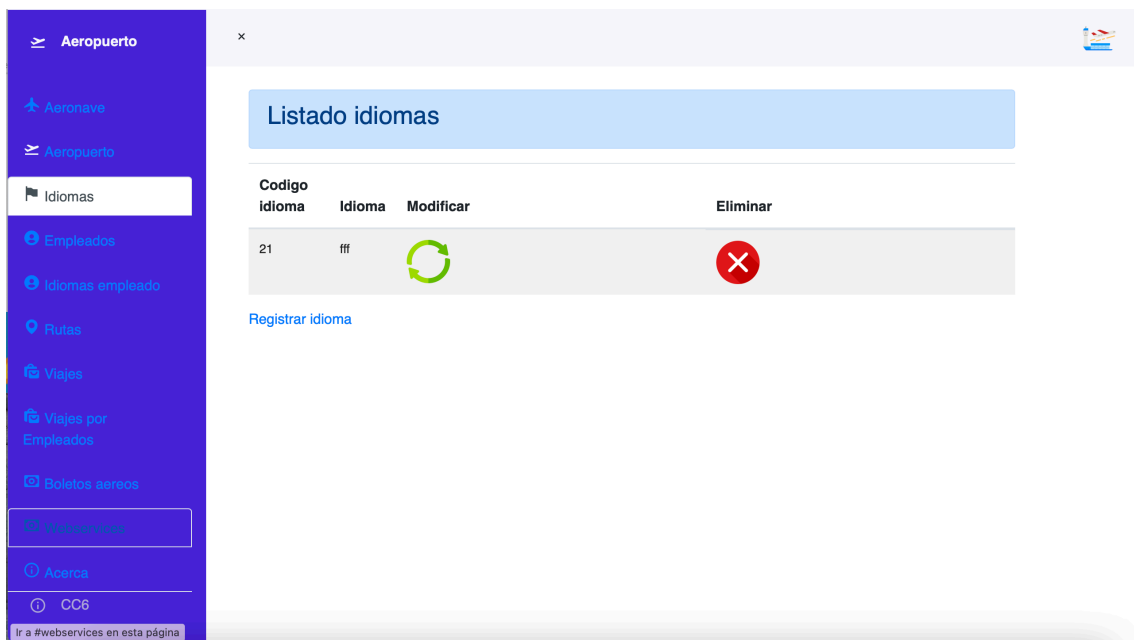 Aeropuerto
×
Aeronave
Aeropuerto
Idiomas
Empleados
Idiomas empleado
Rutas
Viajes
Viajes por
Empleados
Boletos aereos
Webservices
Acerca
CC6
Ir a #webservices en esta página
Listado idiomas
Codigo
idioma Idioma Modificar Eliminar
21 fff
Registrar idioma